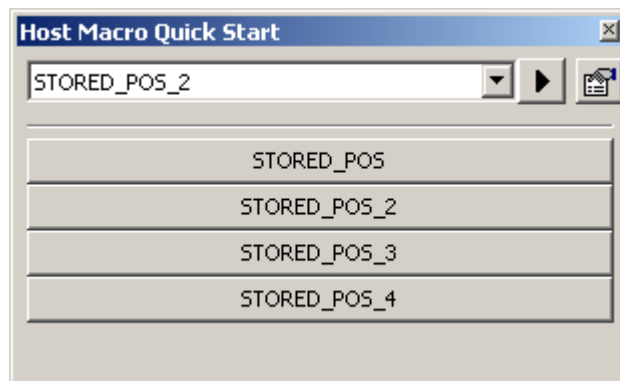 Host Macro Quick Start
STORED_POS_2
STORED_POS
STORED_POS_2
STORED_POS_3
STORED_POS_4